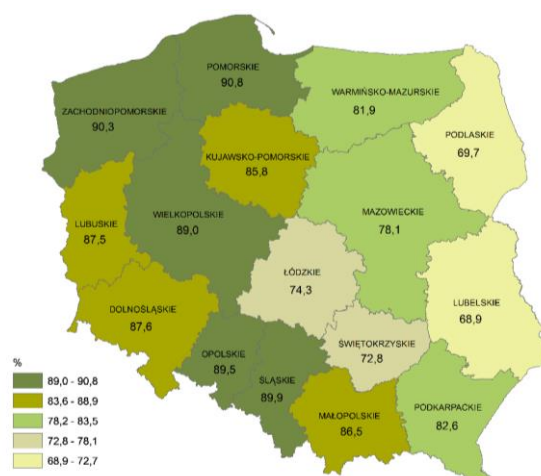 POMORSKIE
90,8
ZACHODNIOPOMORSKIE
90,3
WARMIŃSKO-MAZURSKIE
81,9
PODLASKIE
69,7
KUJAWSKO-POMORSKIE
85,8
LUBUSKIE
87,5
WIELKOPOLSKIE
89,0
MAZOWIECKIE
78,1
ŁÓDZKIE
74,3
LUBELSKIE
68,9
DOLNOŚLĄSKIE
87,6
OPOLSKIE
89,5
ŚLĄSKIE
89,9
ŚWIĘTOKRZYSKIE
72,8
MAŁOPOLSKIE
86,5
PODKARPACKIE
82,6
%
89,0 - 90,8
83,6 - 88,9
78,2 - 83,5
72,8 - 78,1
68,9 - 72,7